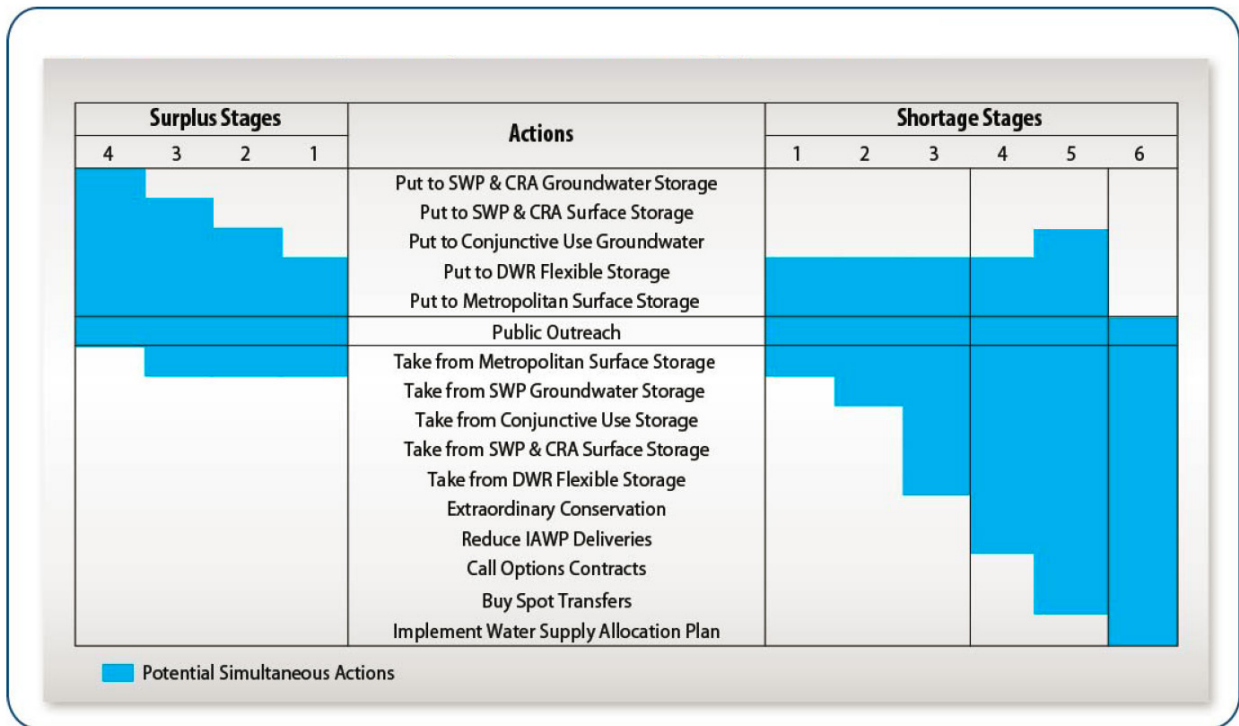 Surplus Stages
Actions
Shortage Stages
4 3 2 1
1 2 3 4 5 6
Put to SWP & CRA Groundwater Storage
Put to SWP & CRA Surface Storage
Put to Conjunctive Use Groundwater
Put to DWR Flexible Storage
Put to Metropolitan Surface Storage
Public Outreach
Take from Metropolitan Surface Storage
Take from SWP Groundwater Storage
Take from Conjunctive Use Storage
Take from SWP & CRA Surface Storage
Take from DWR Flexible Storage
Extraordinary Conservation
Reduce IAWP Deliveries
Call Options Contracts
Buy Spot Transfers
Implement Water Supply Allocation Plan
Potential Simultaneous Actions